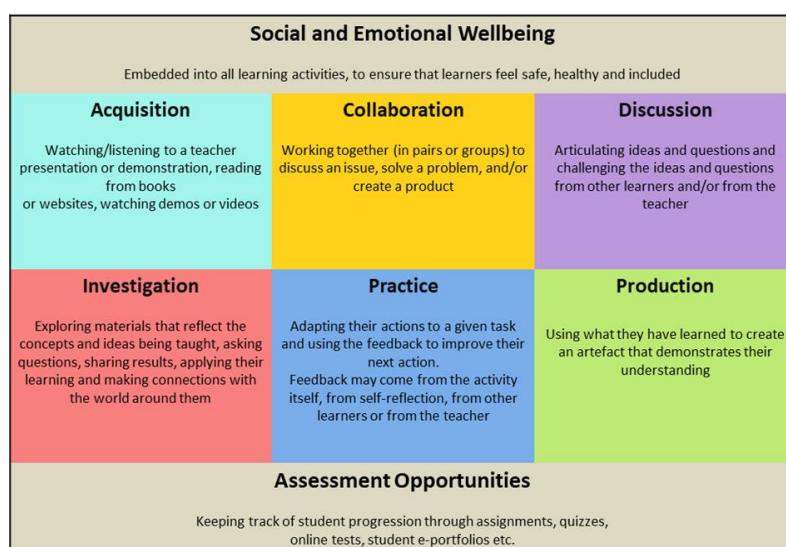 Social and Emotional Wellbeing
Embedded into all learning activities, to ensure that learners feel safe, healthy and included
Acquisition
Watching/listening to a teacher
presentation or demonstration, reading
from books
or websites, watching demos or videos
Collaboration
Working together (in pairs or groups) to
discuss an issue, solve a problem, and/or
create a product
Discussion
Articulating ideas and questions and
challenging the ideas and questions
from other learners and/or from the
teacher
Investigation
Exploring materials that reflect the
concepts and ideas being taught, asking
questions, sharing results, applying their
learning and making connections with
the world around them
Practice
Adapting their actions to a given task
and using the feedback to improve their
next action.
Feedback may come from the activity
itself, from self-reflection, from other
learners or from the teacher
Production
Using what they have learned to create
an artefact that demonstrates their
understanding
Assessment Opportunities
Keeping track of student progression through assignments, quizzes,
online tests, student e-portfolios etc.